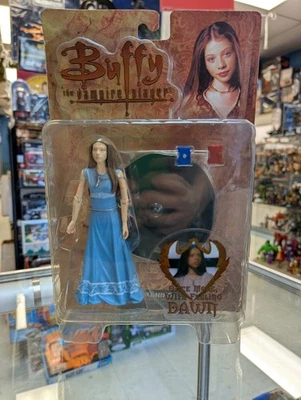 Buffy
the vampire slayer
Once More,
With Feeling
DAWN